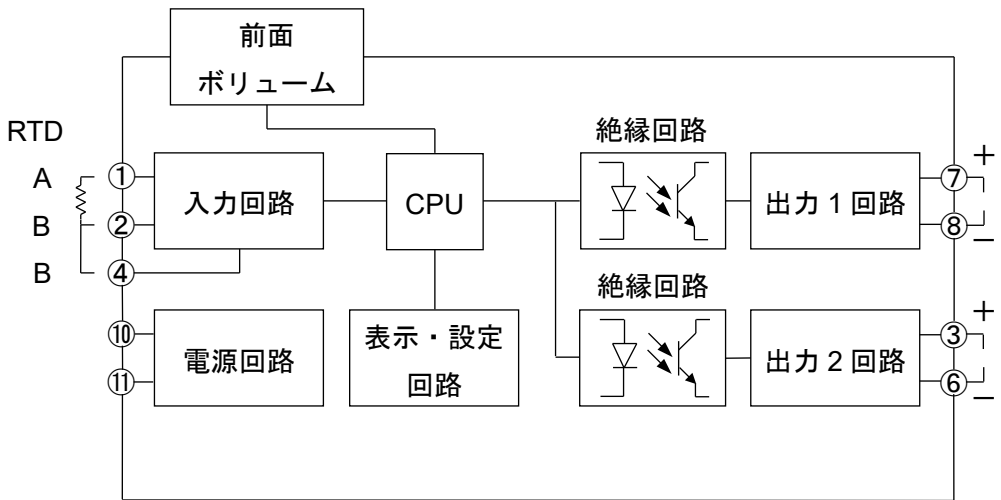 前面
ボリューム
RTD
絶縁回路
A ① 入力回路 CPU 出力 1 回路 ⑦ +
B ② ⑧ −
B ④
絶縁回路
⑩ 電源回路 表示・設定 出力 2 回路 ③ +
⑪ 回路 ⑥ −